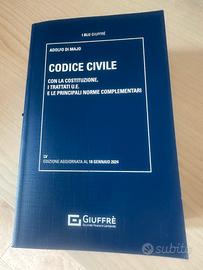 I BLU GIUFFRÈ
ADOLFO DI MAJO
CODICE CIVILE
CON LA COSTITUZIONE,
I TRATTATI U.E.
E LE PRINCIPALI NORME COMPLEMENTARI
LV
EDIZIONE AGGIORNATA AL 18 GENNAIO 2024
GIUFFRÈ
subito